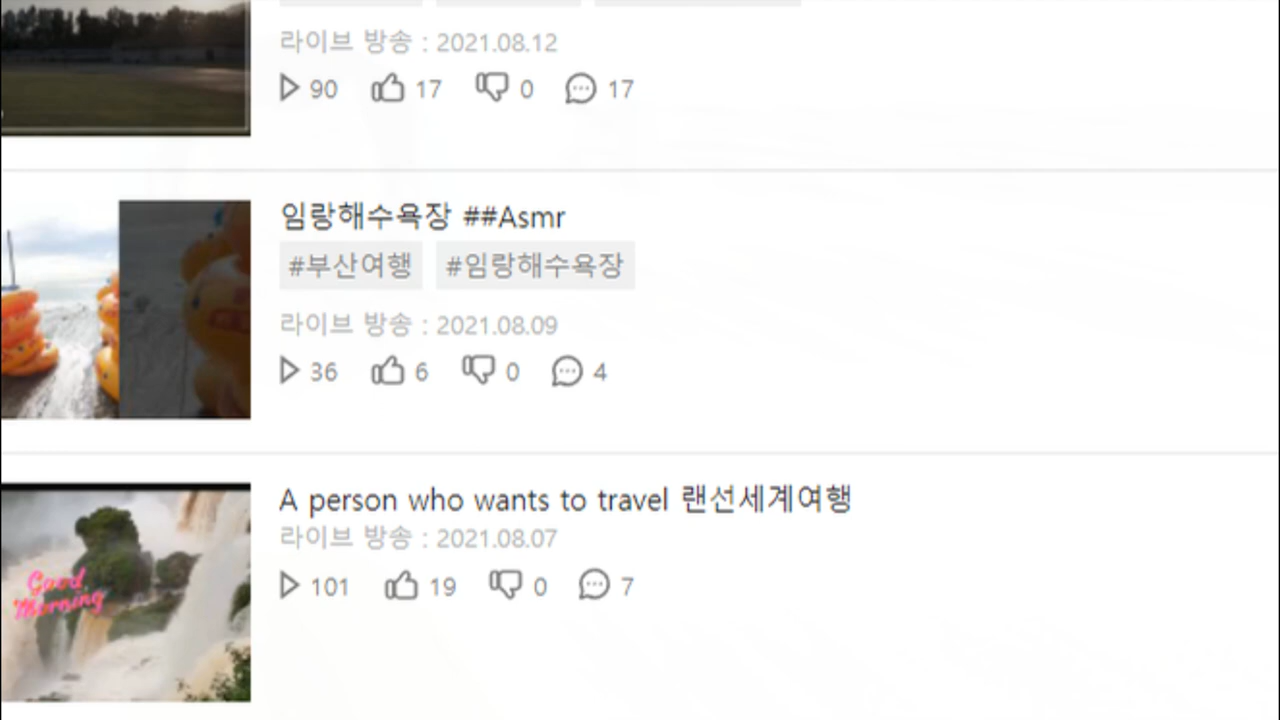 라이브 방송 : 2021.08.12
90 17 0 17
임랑해수욕장 ##Asmr
#부산여행 #임랑해수욕장
라이브 방송 : 2021.08.09
36 6 0 4
A person who wants to travel 랜선세계여행
라이브 방송 : 2021.08.07
101 19 0 7
Good
Morning